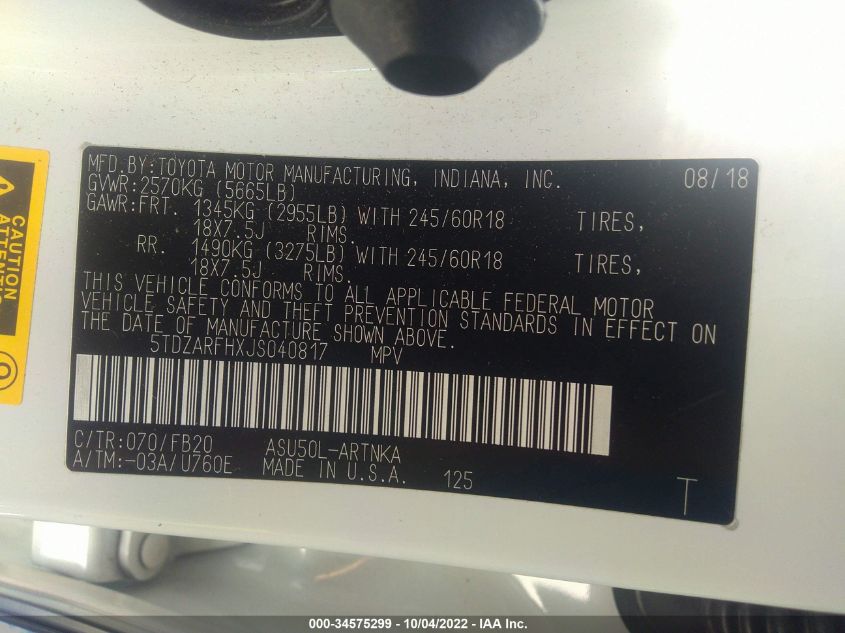 MFD.BY:TOYOTA MOTOR MANUFACTURING, INDIANA, INC. 08/18
GVWR:2570KG (5665LB)
GAWR:FRT. 1345KG (2955LB) WITH 245/60R18 TIRES,
18X7.5J RIMS.
RR. 1490KG (3275LB) WITH 245/60R18 TIRES,
18X7.5J RIMS.
THIS VEHICLE CONFORMS TO ALL APPLICABLE FEDERAL MOTOR
VEHICLE SAFETY AND THEFT PREVENTION STANDARDS IN EFFECT ON
THE DATE OF MANUFACTURE SHOWN ABOVE.
5TDZARFHXJS040817 MPV
C/TR:070/FB20 ASU50L-ARTNKA
A/TM:-03A/U760E MADE IN U.S.A. 125
T
CAUTION
ATTENTION
000-34575299 - 10/04/2022 - IAA Inc.